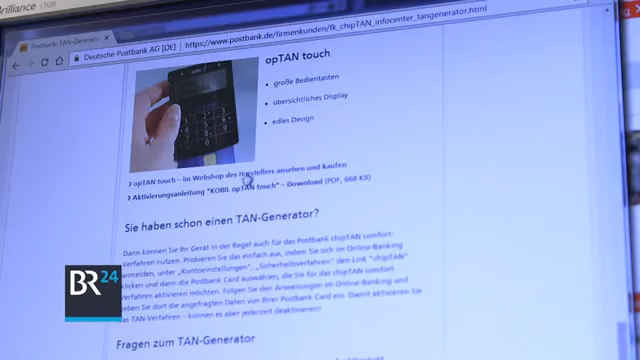 Brilliance
Postbank: TAN-Generato
Deutsche Postbank AG [DE] https://www.postbank.de/firmenkunden/fk_chipTAN_infocenter_tangenerator.html
opTAN touch
• große Bedientasten
• übersichtliches Display
• edles Design
› opTAN touch – im Webshop des Herstellers ansehen und kaufen
› Aktivierungsanleitung "KOBIL opTAN touch" – Download (PDF, 668 KB)
Sie haben schon einen TAN-Generator?
Dann können Sie Ihr Gerät in der Regel auch für das Postbank chipTAN comfort-
Verfahren nutzen. Probieren Sie das einfach aus, indem Sie sich im Online-Banking
anmelden, unter „Kontoeinstellungen", „Sicherheitsverfahren" den Link "chipTAN"
klicken und dann die Postbank Card auswählen, die Sie für das chipTAN comfort-
Verfahren aktivieren möchten. Folgen Sie den Anweisungen im Online-Banking und
geben Sie dort die angefragten Daten von Ihrer Postbank Card ein. Damit aktivieren Sie
das TAN-Verfahren – können es aber jederzeit deaktivieren!
BR24
Fragen zum TAN-Generator